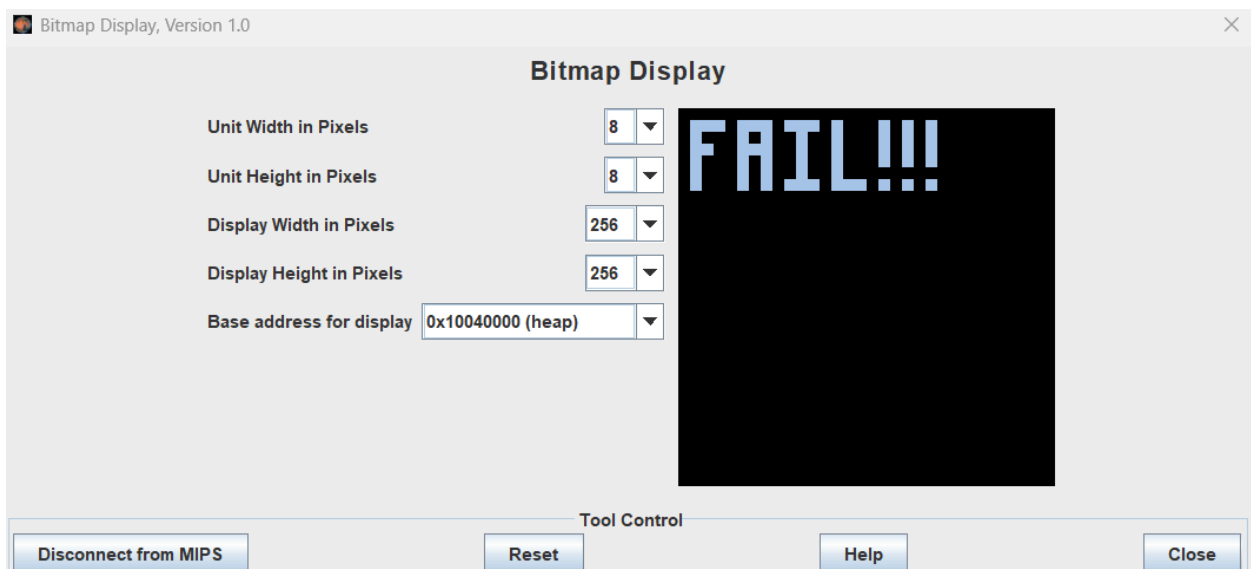 Bitmap Display, Version 1.0
Bitmap Display
Unit Width in Pixels 8
Unit Height in Pixels 8
Display Width in Pixels 256
Display Height in Pixels 256
Base address for display 0x10040000 (heap)
FAIL!!!
Tool Control
Disconnect from MIPS Reset Help Close